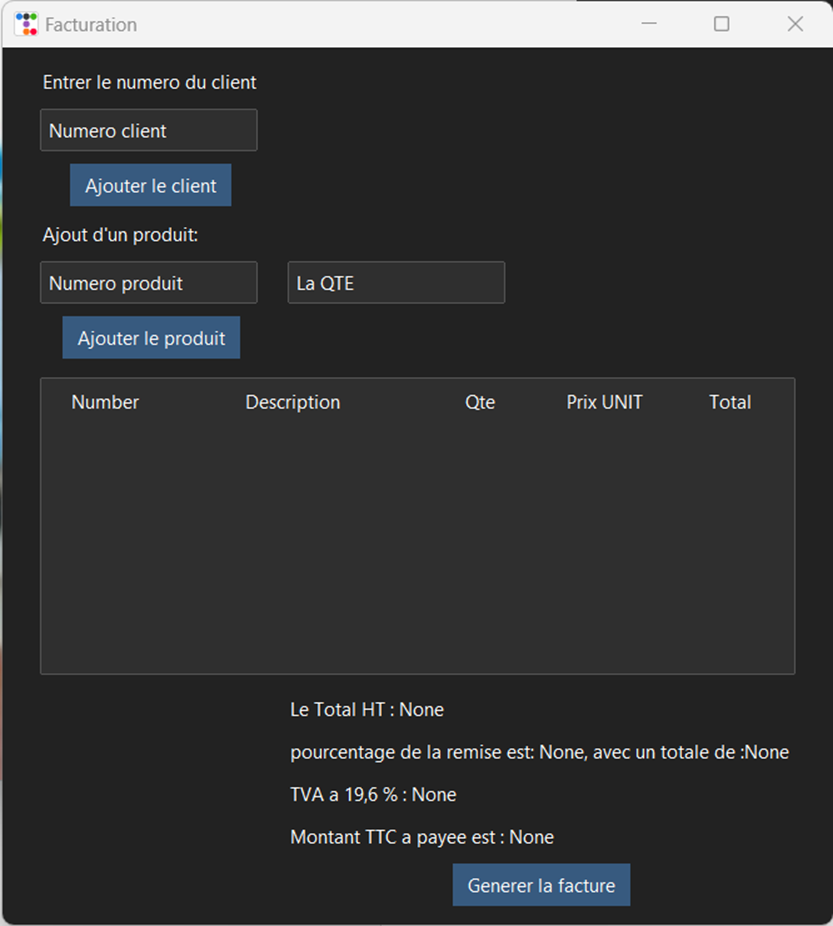 Facturation
Entrer le numero du client
Numero client
Ajouter le client
Ajout d'un produit:
Numero produit La QTE
Ajouter le produit
Number Description Qte Prix UNIT Total
Le Total HT : None
pourcentage de la remise est: None, avec un totale de :None
TVA a 19,6 % : None
Montant TTC a payee est : None
Generer la facture